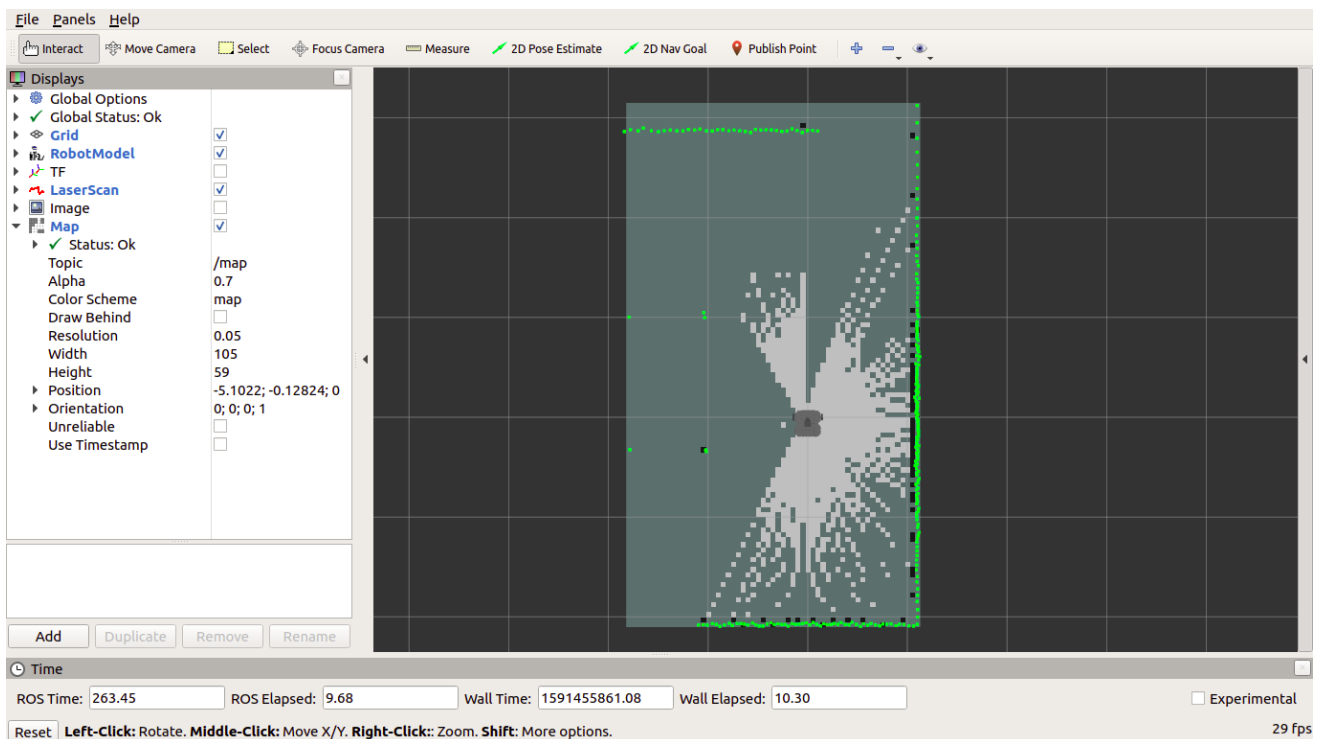 File Panels Help
Interact Move Camera Select Focus Camera Measure 2D Pose Estimate 2D Nav Goal Publish Point
Displays
Global Options
Global Status: Ok
Grid
RobotModel
TF
LaserScan
Image
Map
Status: Ok
Topic /map
Alpha 0.7
Color Scheme map
Draw Behind
Resolution 0.05
Width 105
Height 59
Position -5.1022; -0.12824; 0
Orientation 0; 0; 0; 1
Unreliable
Use Timestamp
Add Duplicate Remove Rename
Time
ROS Time: 263.45 ROS Elapsed: 9.68 Wall Time: 1591455861.08 Wall Elapsed: 10.30 Experimental
Reset Left-Click: Rotate. Middle-Click: Move X/Y. Right-Click:: Zoom. Shift: More options. 29 fps